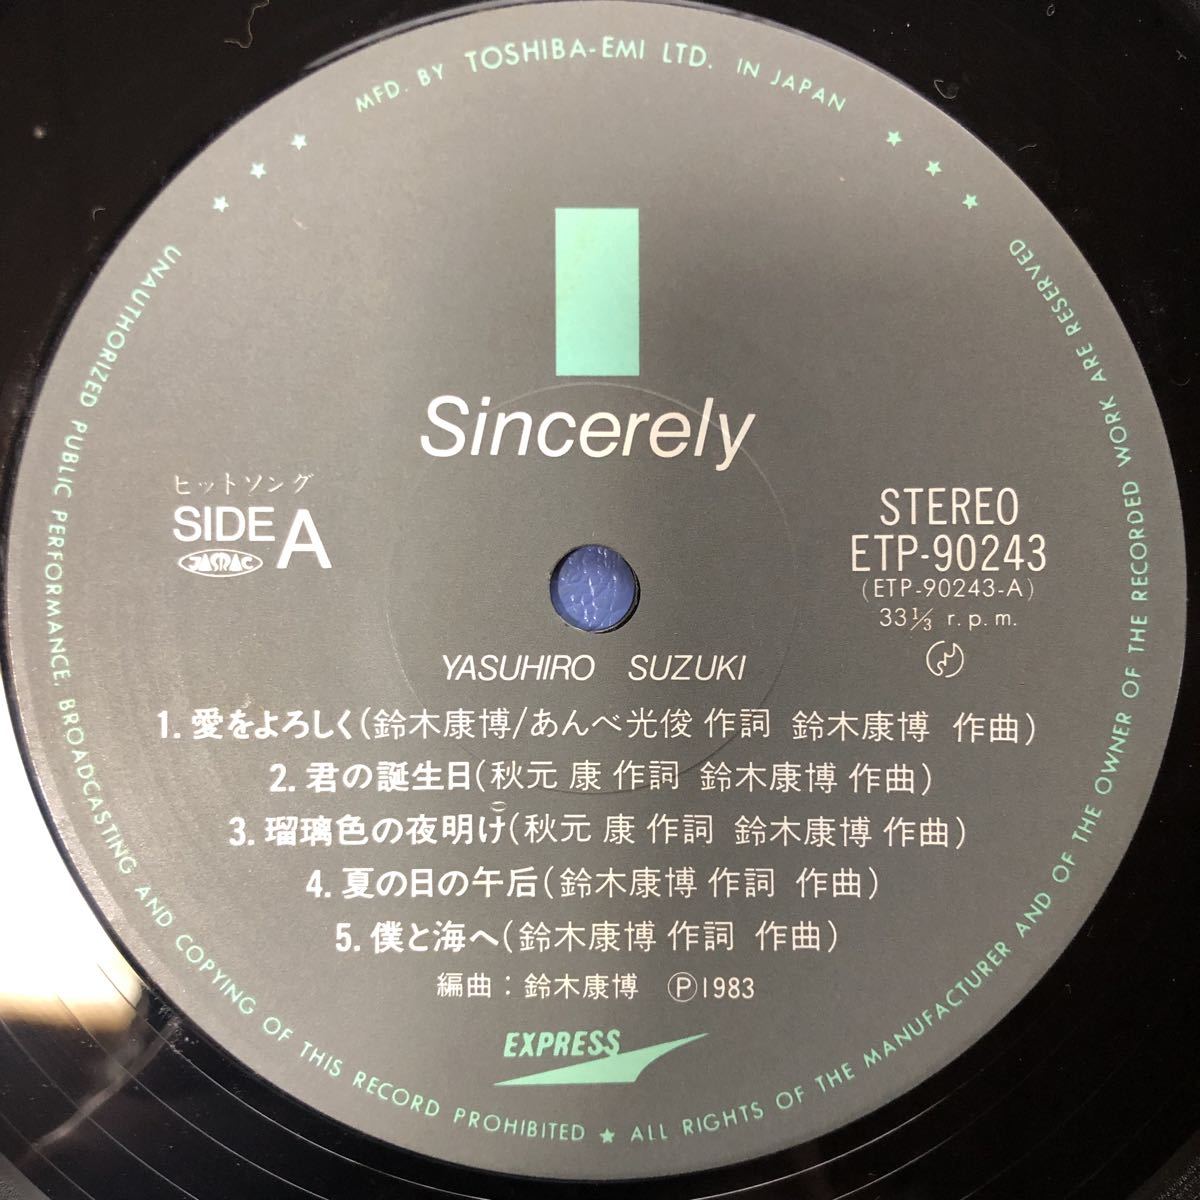 MFD. BY TOSHIBA-EMI LTD. IN JAPAN
Sincerely
ヒットソング
SIDE A
JASRAC
STEREO
ETP-90243
(ETP-90243-A)
33⅓ r.p.m.
YASUHIRO SUZUKI
1. 愛をよろしく(鈴木康博/あんべ光俊 作詞 鈴木康博 作曲)
2. 君の誕生日(秋元 康 作詞 鈴木康博 作曲)
3. 瑠璃色の夜明け(秋元 康 作詞 鈴木康博 作曲)
4. 夏の日の午后(鈴木康博 作詞 作曲)
5. 僕と海へ(鈴木康博 作詞 作曲)
編曲：鈴木康博 Ⓟ1983
EXPRESS
UNAUTHORIZED PUBLIC PERFORMANCE, BROADCASTING AND COPYING OF THIS RECORD PROHIBITED ★ ALL RIGHTS OF THE MANUFACTURER AND OF THE OWNER OF THE RECORDED WORK ARE RESERVED